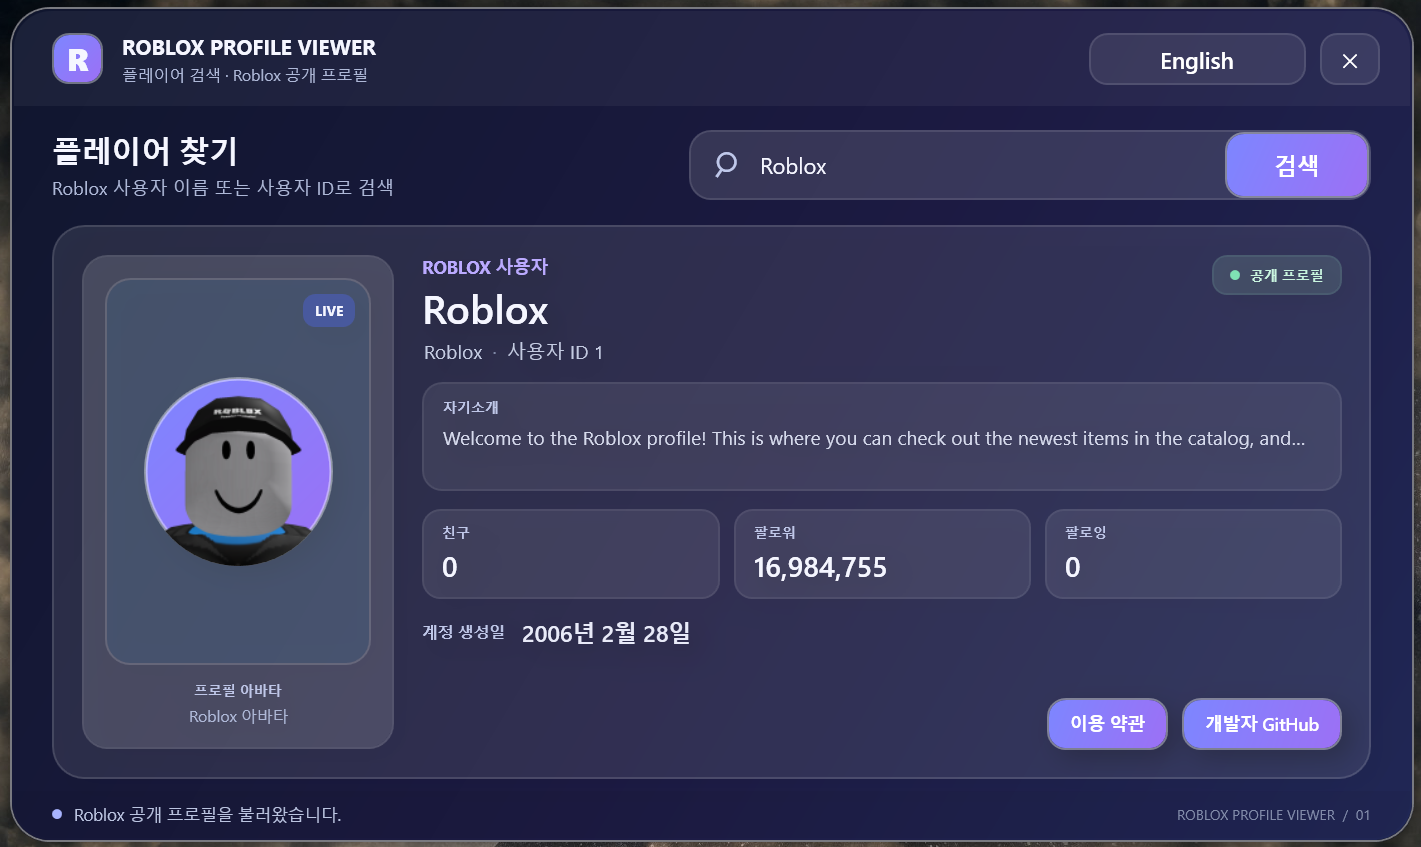 R
ROBLOX PROFILE VIEWER
플레이어 검색 · Roblox 공개 프로필
English
×
플레이어 찾기
Roblox 사용자 이름 또는 사용자 ID로 검색
Roblox
검색
LIVE
ROBLOX
프로필 아바타
Roblox 아바타
ROBLOX 사용자
공개 프로필
Roblox
Roblox · 사용자 ID 1
자기소개
Welcome to the Roblox profile! This is where you can check out the newest items in the catalog, and...
친구
0
팔로워
16,984,755
팔로잉
0
계정 생성일 2006년 2월 28일
이용 약관
개발자 GitHub
Roblox 공개 프로필을 불러왔습니다.
ROBLOX PROFILE VIEWER / 01